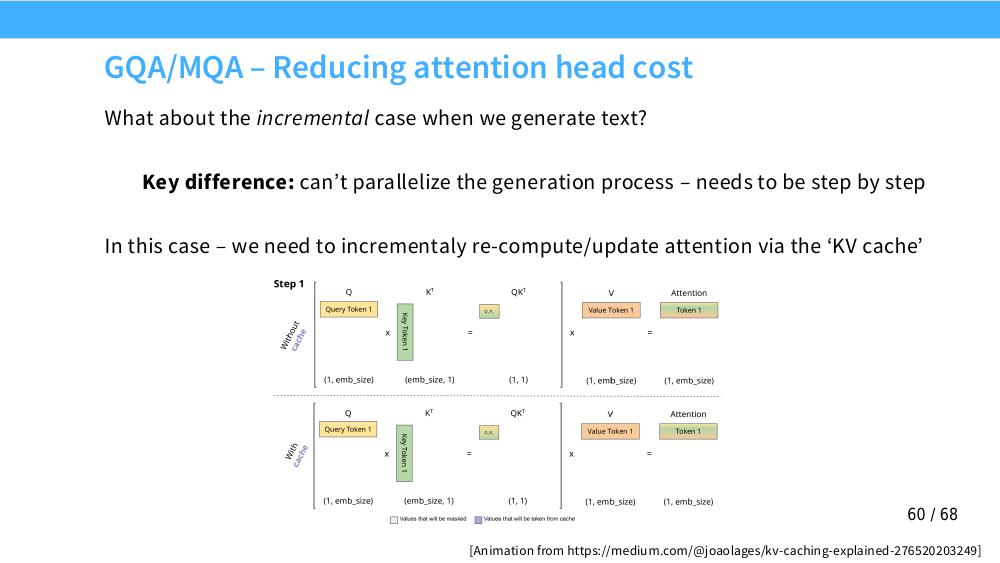 GQA/MQA – Reducing attention head cost
What about the incremental case when we generate text?
Key difference: can’t parallelize the generation process – needs to be step by step
In this case – we need to incrementaly re-compute/update attention via the ‘KV cache’
Step 1
Without cache
Q
Kᵀ
QKᵀ
V
Attention
Query Token 1
x
Key Token 1
=
Q₁K₁
x
Value Token 1
=
Token 1
(1, emb_size)
(emb_size, 1)
(1, 1)
(1, emb_size)
(1, emb_size)
With cache
Q
Kᵀ
QKᵀ
V
Attention
Query Token 1
x
Key Token 1
=
Q₁K₁
x
Value Token 1
=
Token 1
(1, emb_size)
(emb_size, 1)
(1, 1)
(1, emb_size)
(1, emb_size)
Values that will be masked
Values that will be taken from cache
60 / 68
[Animation from https://medium.com/@joaolages/kv-caching-explained-276520203249]